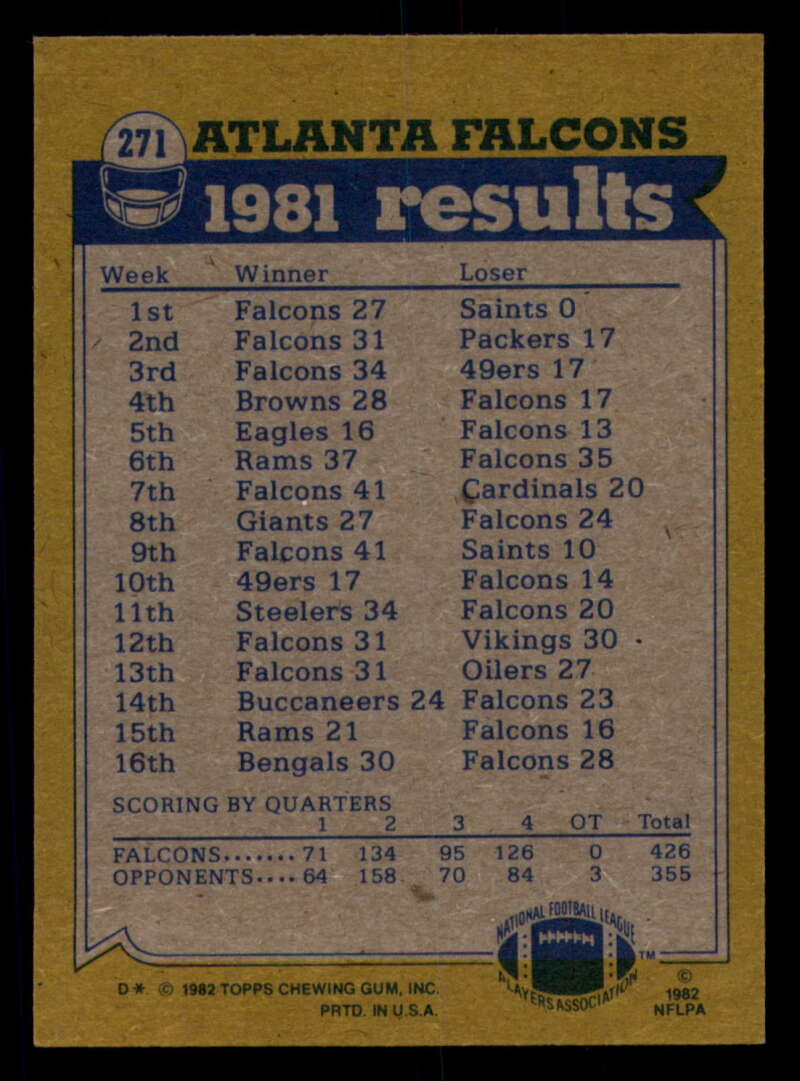 271 ATLANTA FALCONS
1981 results
Week Winner Loser
1st Falcons 27 Saints 0
2nd Falcons 31 Packers 17
3rd Falcons 34 49ers 17
4th Browns 28 Falcons 17
5th Eagles 16 Falcons 13
6th Rams 37 Falcons 35
7th Falcons 41 Cardinals 20
8th Giants 27 Falcons 24
9th Falcons 41 Saints 10
10th 49ers 17 Falcons 14
11th Steelers 34 Falcons 20
12th Falcons 31 Vikings 30
13th Falcons 31 Oilers 27
14th Buccaneers 24 Falcons 23
15th Rams 21 Falcons 16
16th Bengals 30 Falcons 28
SCORING BY QUARTERS
1 2 3 4 OT Total
FALCONS....... 71 134 95 126 0 426
OPPONENTS.... 64 158 70 84 3 355
NATIONAL FOOTBALL LEAGUE
PLAYERS ASSOCIATION
TM
D* © 1982 TOPPS CHEWING GUM, INC.
PRTD. IN U.S.A.
©
1982
NFLPA